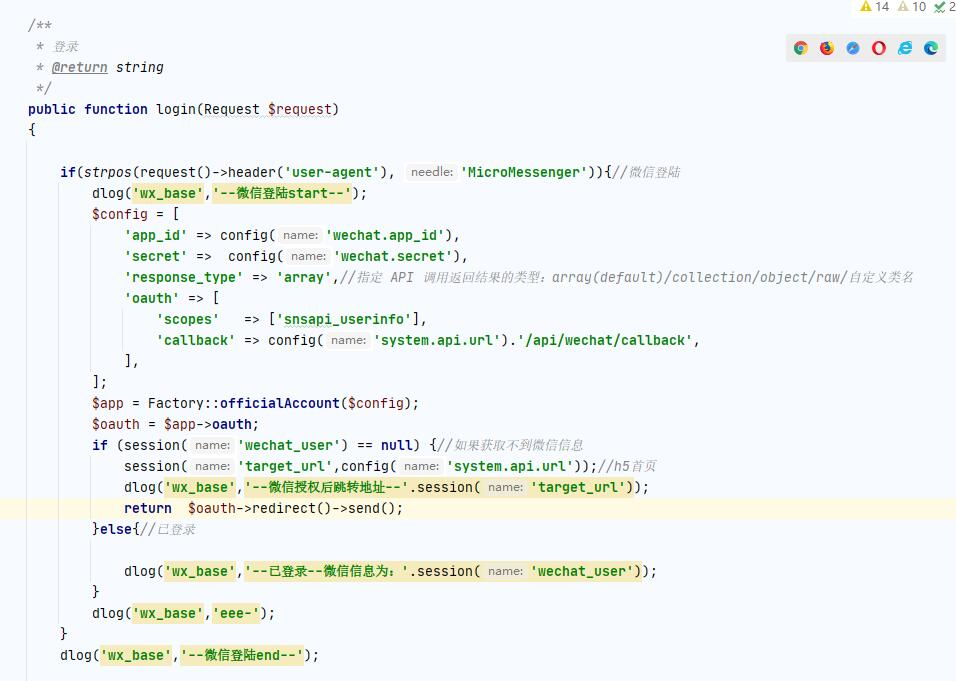 14 10 2
/**
* 登录
* @return string
*/
public function login(Request $request)
{
if(strpos(request()->header('user-agent'), needle: 'MicroMessenger')){//微信登陆
dlog('wx_base','--微信登陆start--');
$config = [
'app_id' => config( name: 'wechat.app_id'),
'secret' => config( name: 'wechat.secret'),
'response_type' => 'array',//指定 API 调用返回结果的类型：array(default)/collection/object/raw/自定义类名
'oauth' => [
'scopes' => ['snsapi_userinfo'],
'callback' => config( name: 'system.api.url').'/api/wechat/callback',
],
];
$app = Factory::officialAccount($config);
$oauth = $app->oauth;
if (session( name: 'wechat_user') == null) {//如果获取不到微信信息
session( name: 'target_url',config( name: 'system.api.url'));//h5首页
dlog('wx_base','--微信授权后跳转地址--'.session( name: 'target_url'));
return $oauth->redirect()->send();
}else{//已登录
dlog('wx_base','--已登录--微信信息为：'.session( name: 'wechat_user'));
}
dlog('wx_base','eee-');
}
dlog('wx_base','--微信登陆end--');